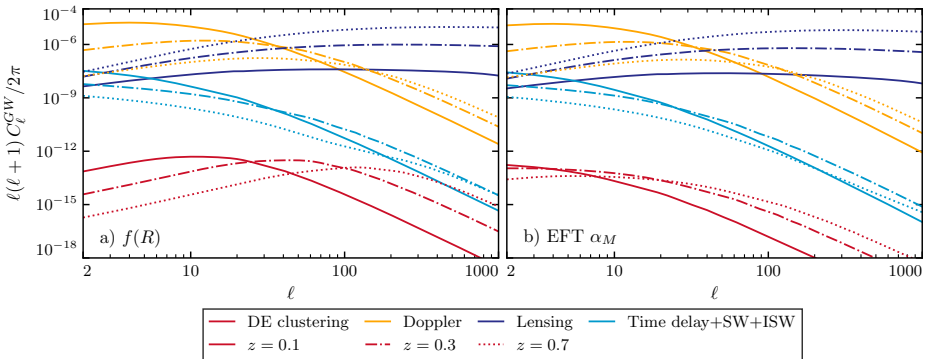 ℓ(ℓ + 1) C_ℓ^{GW}/2π
10^{-3}
10^{-6}
10^{-9}
10^{-12}
10^{-15}
10^{-18}
a) f(R)
b) EFT α_M
2 10 100 1000
2 10 100 1000
ℓ ℓ
DE clustering Doppler Lensing Time delay+SW+ISW
z = 0.1 z = 0.3 z = 0.7